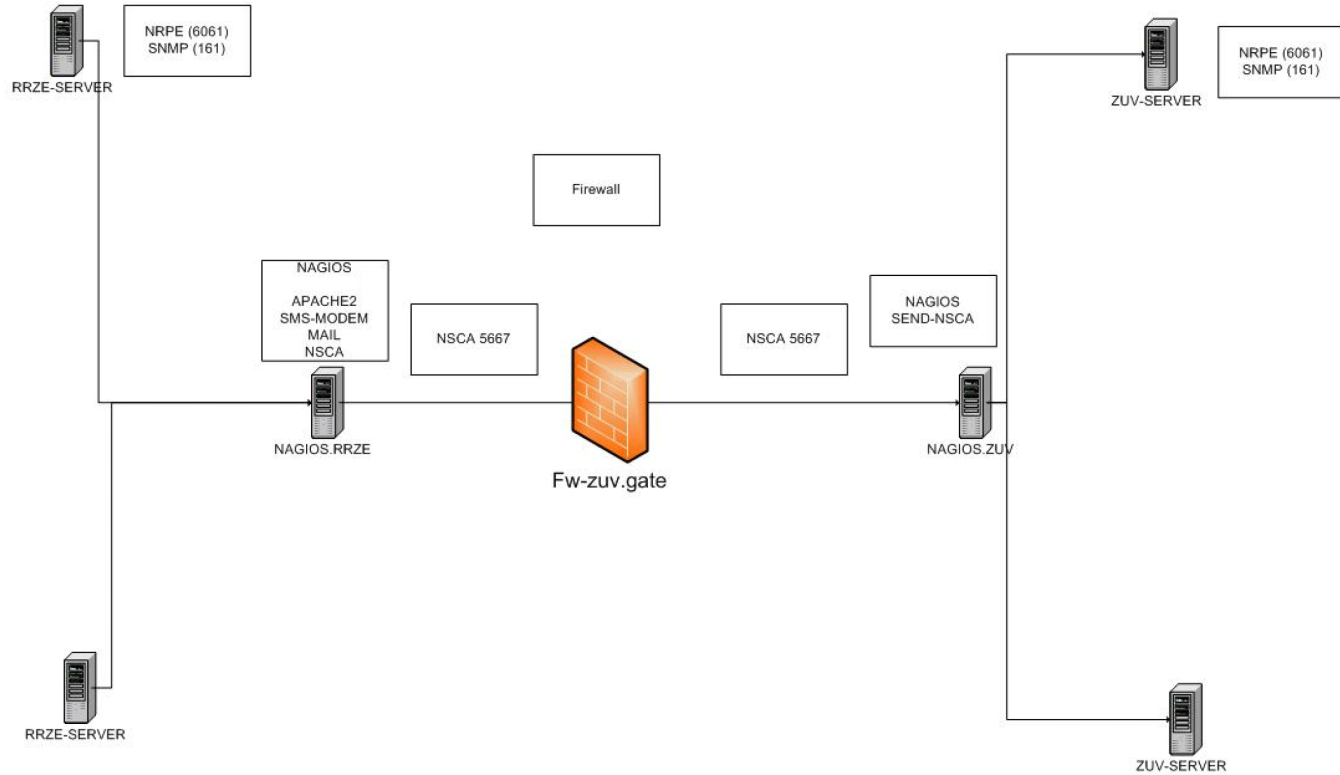 NRPE (6061)
SNMP (161)
RRZE-SERVER
NRPE (6061)
SNMP (161)
ZUV-SERVER
Firewall
NAGIOS
APACHE2
SMS-MODEM
MAIL
NSCA
NSCA 5667
NSCA 5667
NAGIOS
SEND-NSCA
NAGIOS.RRZE
Fw-zuv.gate
NAGIOS.ZUV
RRZE-SERVER
ZUV-SERVER